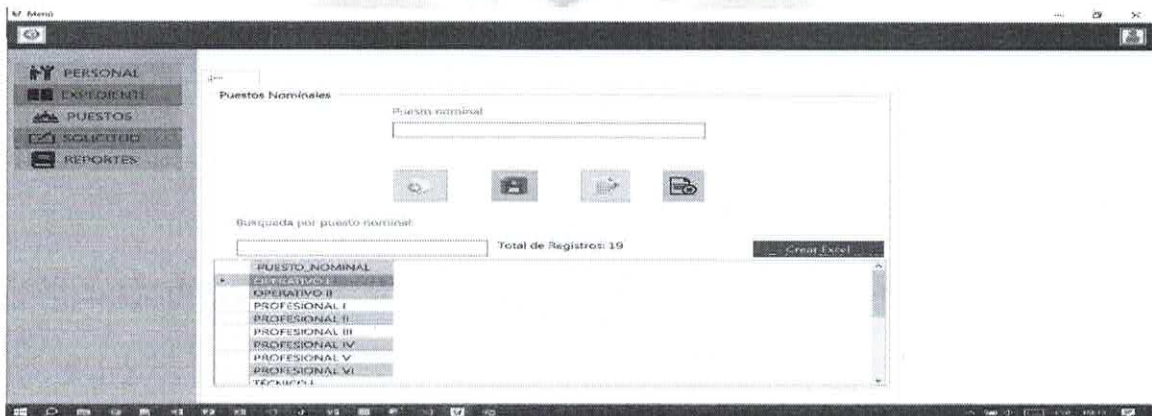 Menú
PERSONAL
EXPEDIENTE
PUESTOS
SOLICITUD
REPORTES
Puestos Nominales
Puesto nominal
Busqueda por puesto nominal:
Total de Registros: 19
Crear Excel
PUESTO_NOMINAL
OPERATIVO I
OPERATIVO II
PROFESIONAL I
PROFESIONAL II
PROFESIONAL III
PROFESIONAL IV
PROFESIONAL V
PROFESIONAL VI
TÉCNICO I